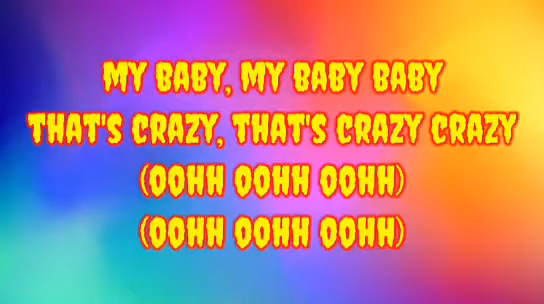 MY BABY, MY BABY BABY
THAT'S CRAZY, THAT'S CRAZY CRAZY
(OOHH OOHH OOHH)
(OOHH OOHH OOHH)